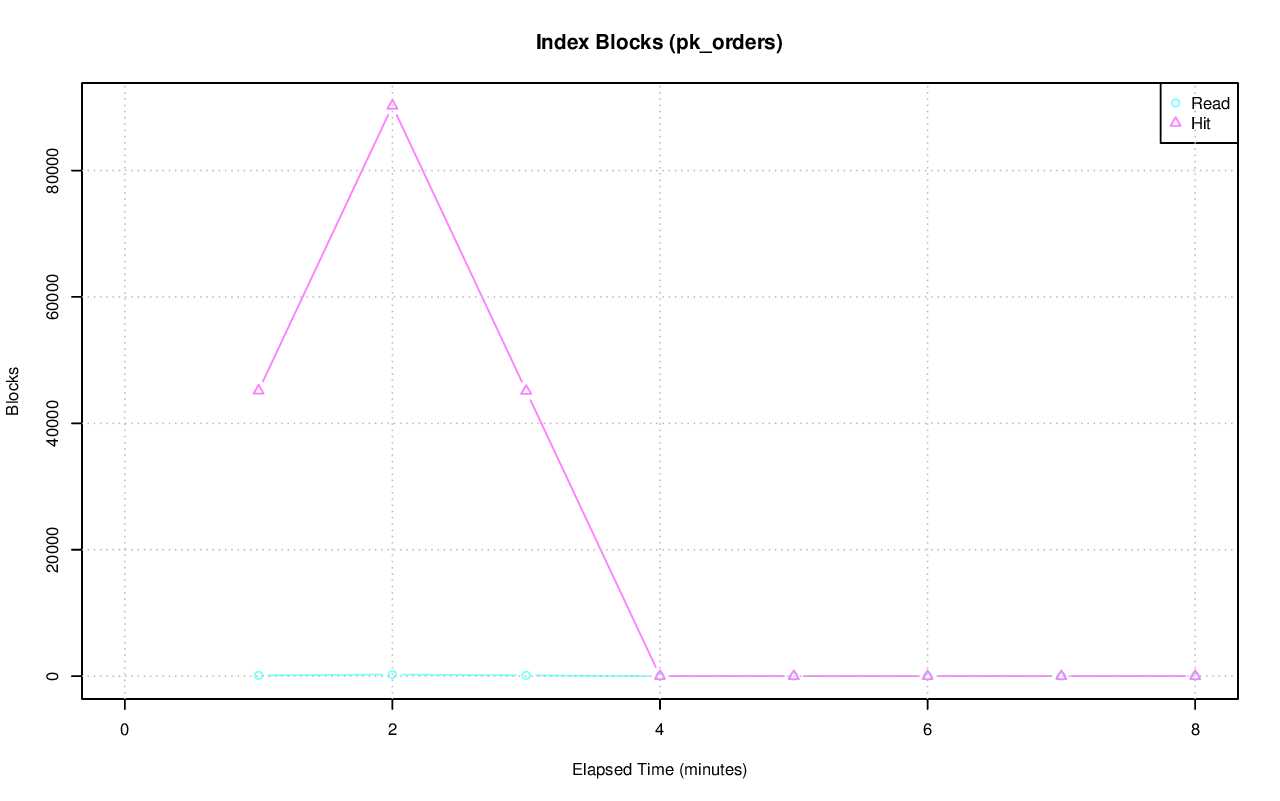 Index Blocks (pk_orders)
Read
Hit
Blocks
80000
60000
40000
20000
0
0 2 4 6 8
Elapsed Time (minutes)